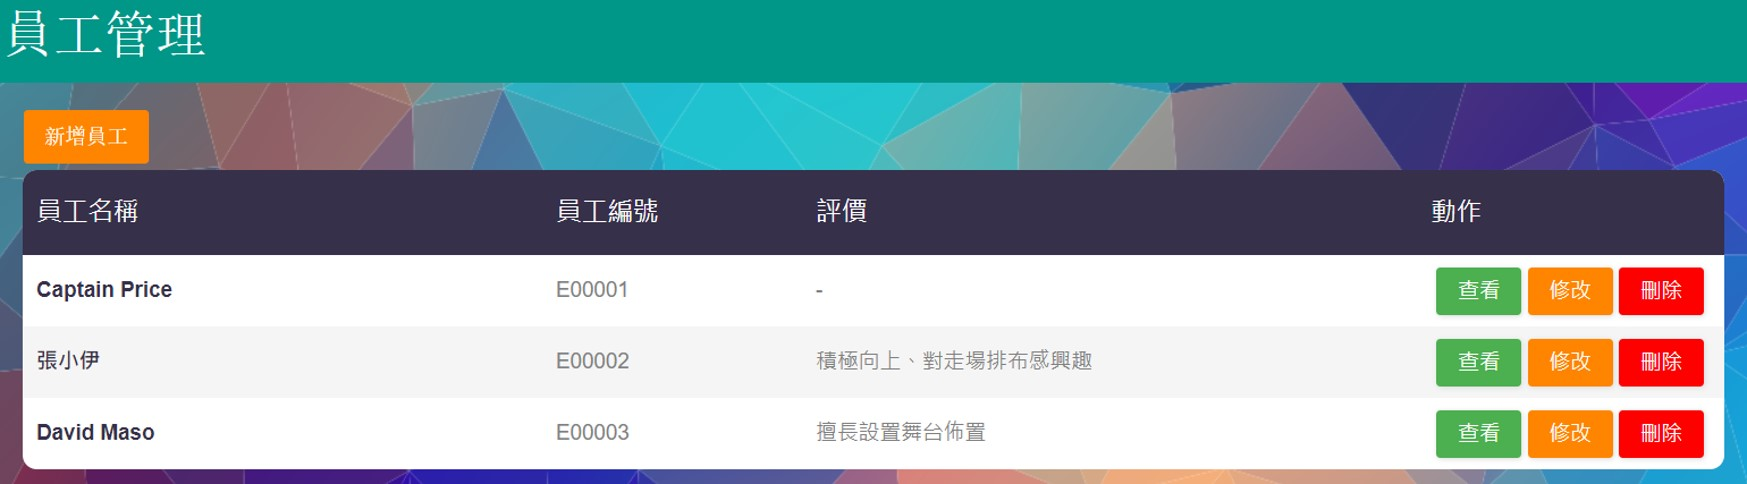 員工管理
新增員工
員工名稱 員工編號 評價 動作
Captain Price E00001 - 查看 修改 刪除
張小伊 E00002 積極向上、對走場排布感興趣 查看 修改 刪除
David Maso E00003 擅長設置舞台佈置 查看 修改 刪除